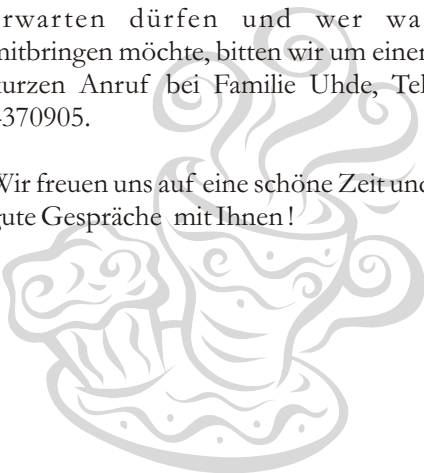 rwarten dürfen und wer wa
mitbringen möchte, bitten wir um einen
kurzen Anruf bei Familie Uhde, Tel
370905.
Wir freuen uns auf eine schöne Zeit und
gute Gespräche mit Ihnen !